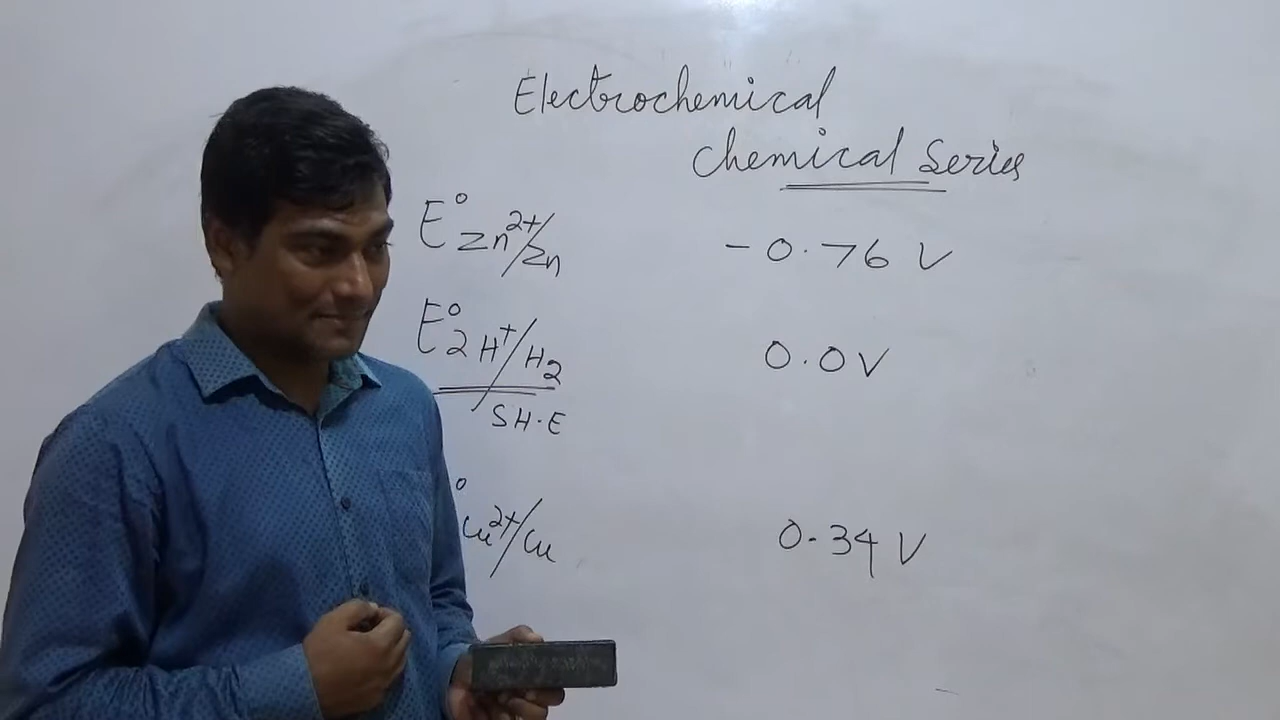 Electrochemical
Chemical Series
E° Zn²⁺/Zn -0.76 V
E° 2H⁺/H₂ 0.0V
SH.E
° Cu²⁺/Cu 0.34 V